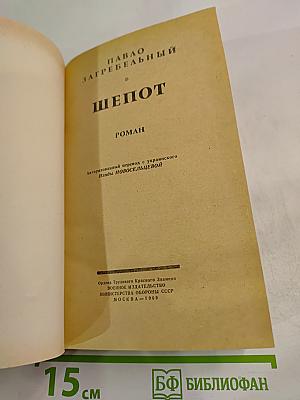 ПАВЛО
ЗАГРЕБЕЛЬНЫЙ
ШЕПОТ
РОМАН
Авторизованный перевод с украинского
Изиды НОВОСЕЛЬЦЕВОЙ
Ордена Трудового Красного Знамени
ВОЕННОЕ ИЗДАТЕЛЬСТВО
МИНИСТЕРСТВА ОБОРОНЫ СССР
МОСКВА — 1969
15 см
БФ БИБЛИОФАН